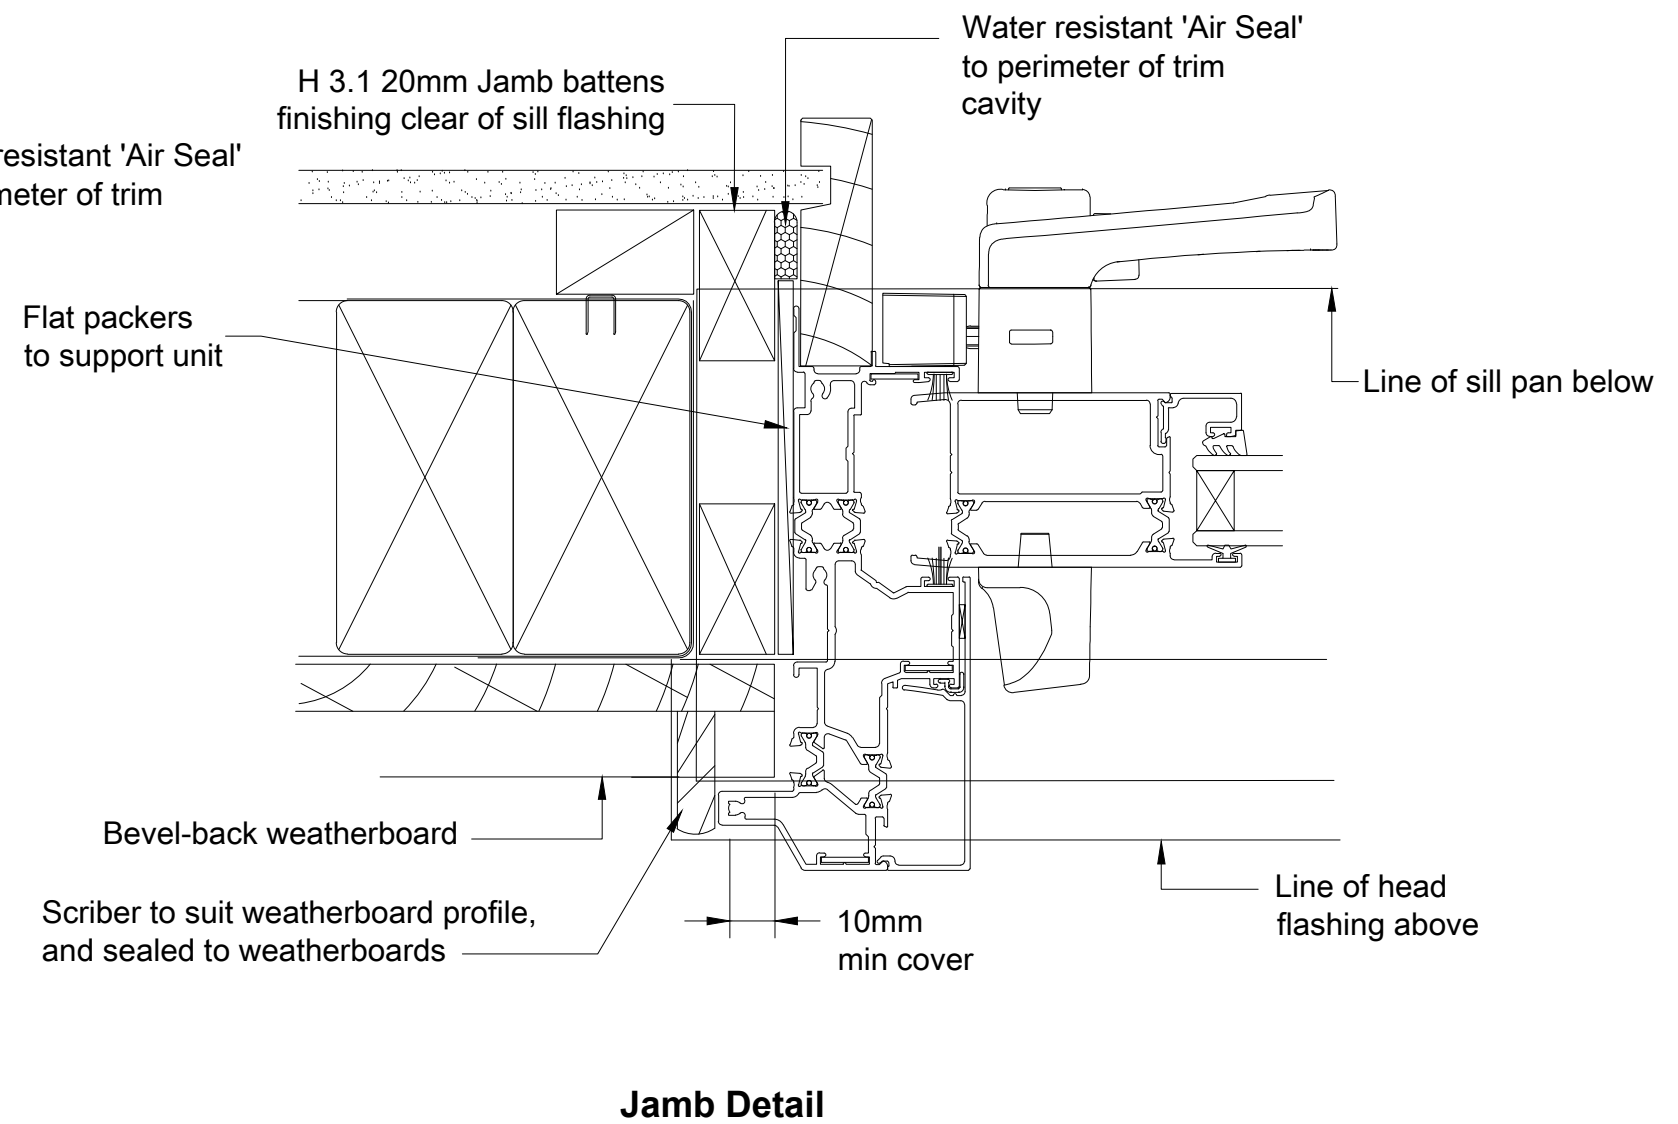 Water resistant 'Air Seal'
to perimeter of trim
cavity
H 3.1 20mm Jamb battens
finishing clear of sill flashing
resistant 'Air Seal'
meter of trim
Flat packers
to support unit
Line of sill pan below
Bevel-back weatherboard
Scriber to suit weatherboard profile,
and sealed to weatherboards
10mm
min cover
Line of head
flashing above
Jamb Detail